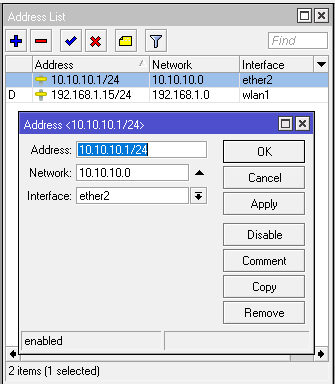 Address List
Find
Address Network Interface
10.10.10.1/24 10.10.10.0 ether2
D 192.168.1.15/24 192.168.1.0 wlan1
Address <10.10.10.1/24>
Address: 10.10.10.1/24
Network: 10.10.10.0
Interface: ether2
OK
Cancel
Apply
Disable
Comment
Copy
Remove
enabled
2 items (1 selected)